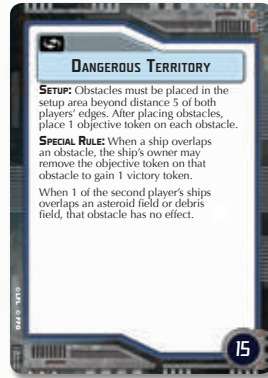 DANGEROUS TERRITORY
SETUP: Obstacles must be placed in the
setup area beyond distance 5 of both
players' edges. After placing obstacles,
place 1 objective token on each obstacle.
SPECIAL RULE: When a ship overlaps
an obstacle, the ship's owner may
remove the objective token on that
obstacle to gain 1 victory token.
When 1 of the second player's ships
overlaps an asteroid field or debris
field, that obstacle has no effect.
©LFL ©FFG
15